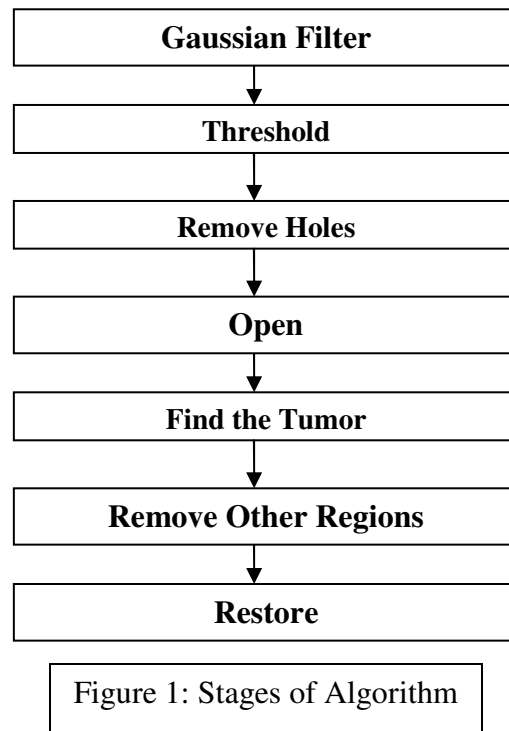 Gaussian Filter
Threshold
Remove Holes
Open
Find the Tumor
Remove Other Regions
Restore
Figure 1: Stages of Algorithm